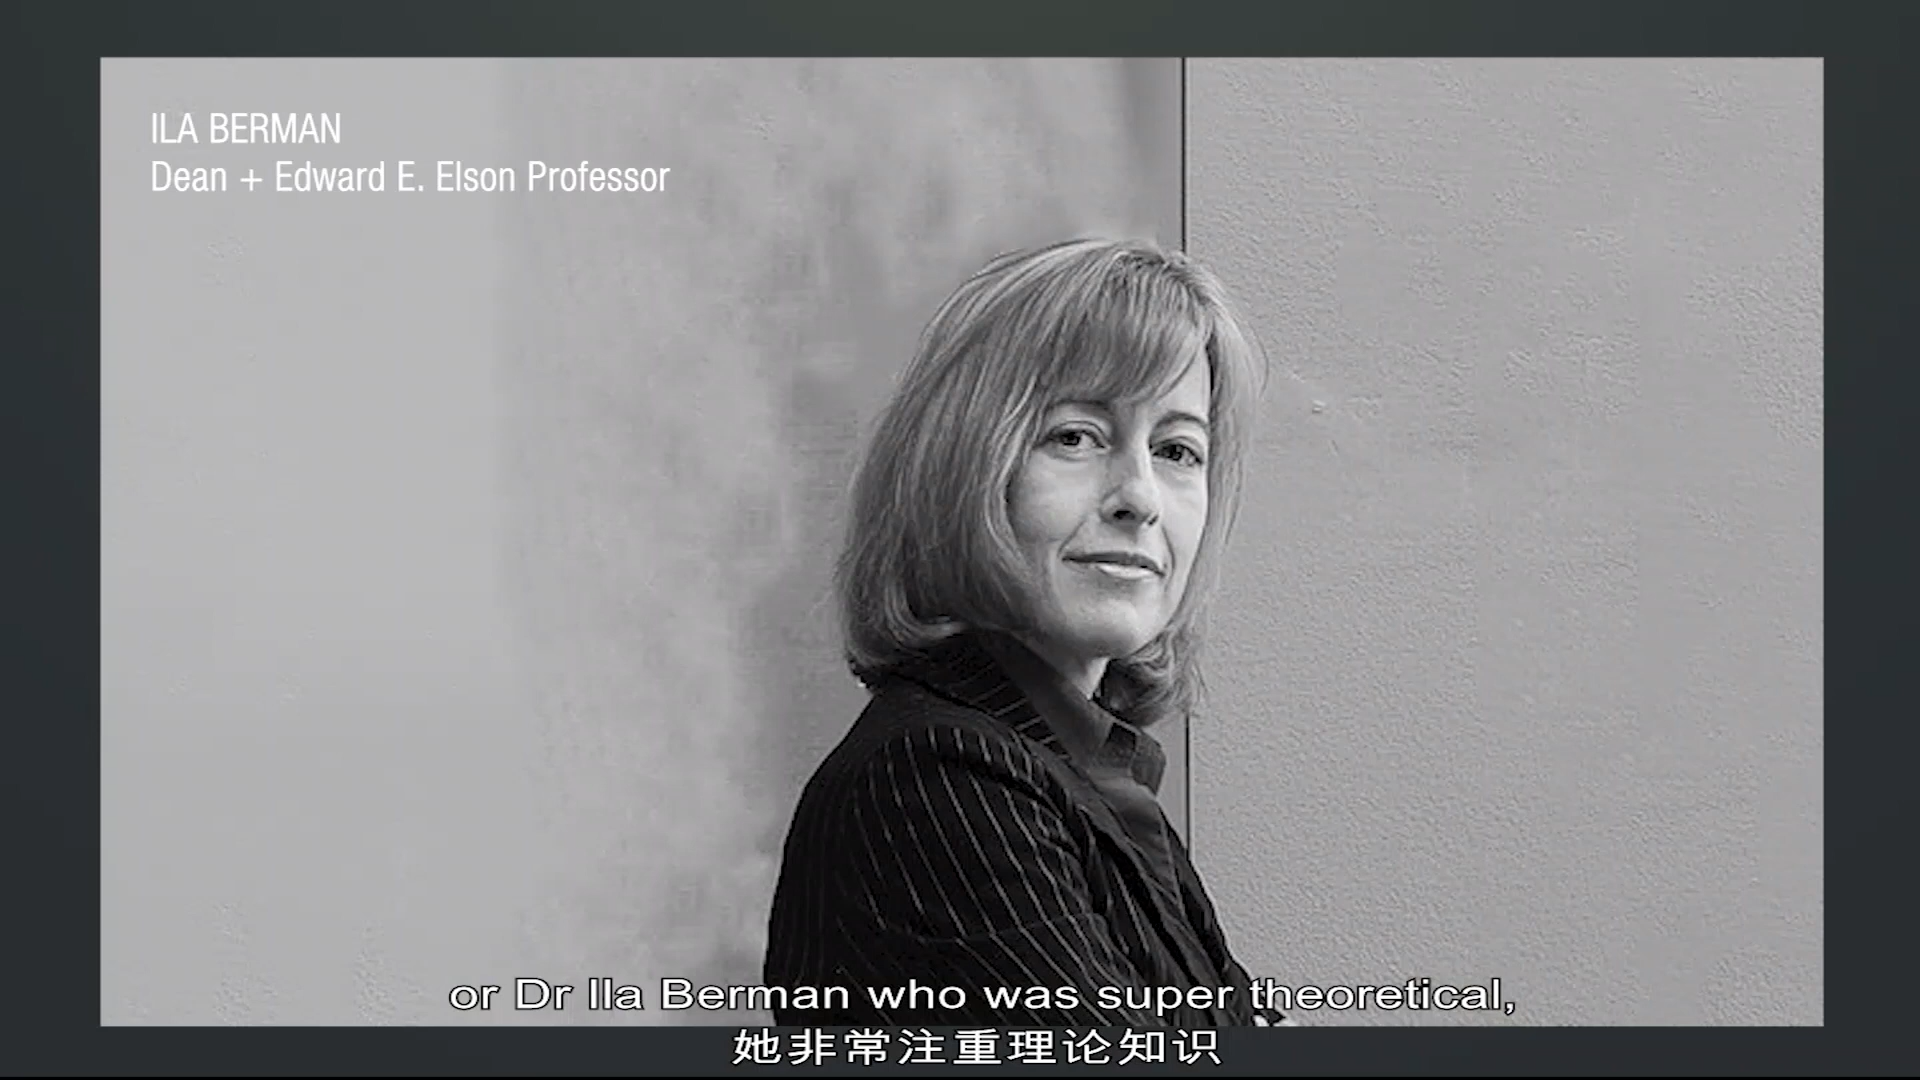 ILA BERMAN
Dean + Edward E. Elson Professor
or Dr Ila Berman who was super theoretical,
她非常注重理论知识